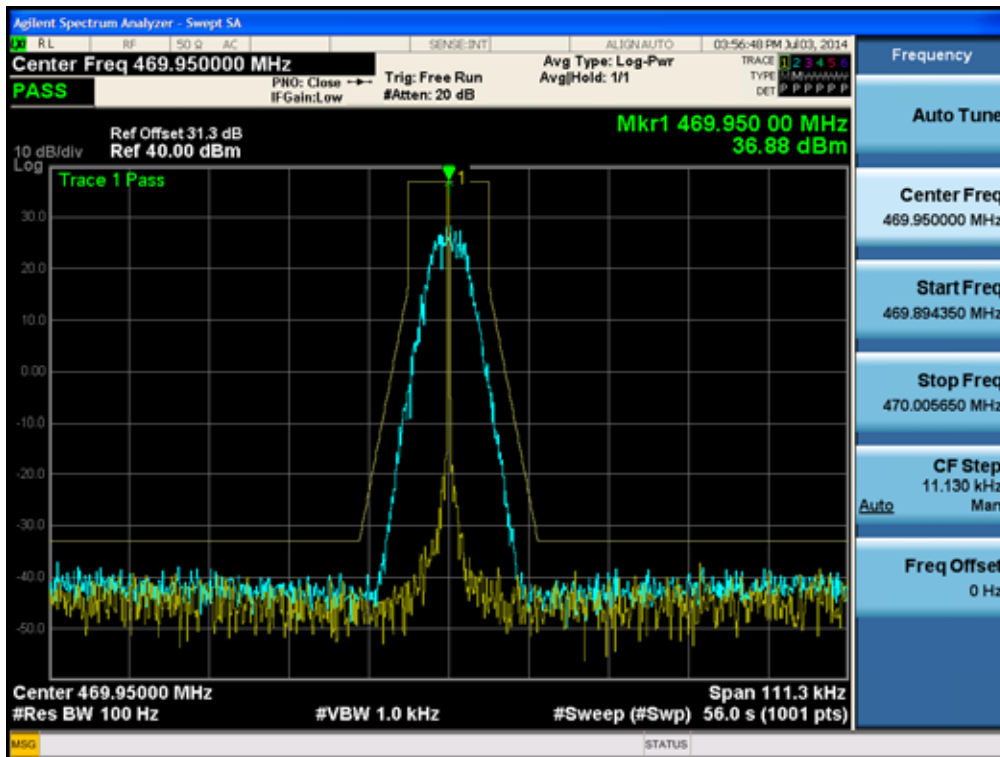 Agilent Spectrum Analyzer - Swept SA
RL RF 50 Ω AC SENSE:INT ALIGN AUTO 03:56:48 PM Jul 03, 2014
Center Freq 469.950000 MHz
PASS
PNO: Close
IFGain:Low
Trig: Free Run
#Atten: 20 dB
Avg Type: Log-Pwr
Avg|Hold: 1/1
TRACE 1 2 3 4 5 6
TYPE
DET P P P P P P
Ref Offset 31.3 dB
10 dB/div Ref 40.00 dBm
Log
Mkr1 469.950 00 MHz
36.88 dBm
Trace 1 Pass
1
30.0
20.0
10.0
0.00
-10.0
-20.0
-30.0
-40.0
-50.0
Center 469.95000 MHz Span 111.3 kHz
#Res BW 100 Hz #VBW 1.0 kHz #Sweep (#Swp) 56.0 s (1001 pts)
MSG STATUS
Frequency
Auto Tune
Center Freq
469.950000 MHz
Start Freq
469.894350 MHz
Stop Freq
470.005650 MHz
CF Step
11.130 kHz
Auto Man
Freq Offset
0 Hz